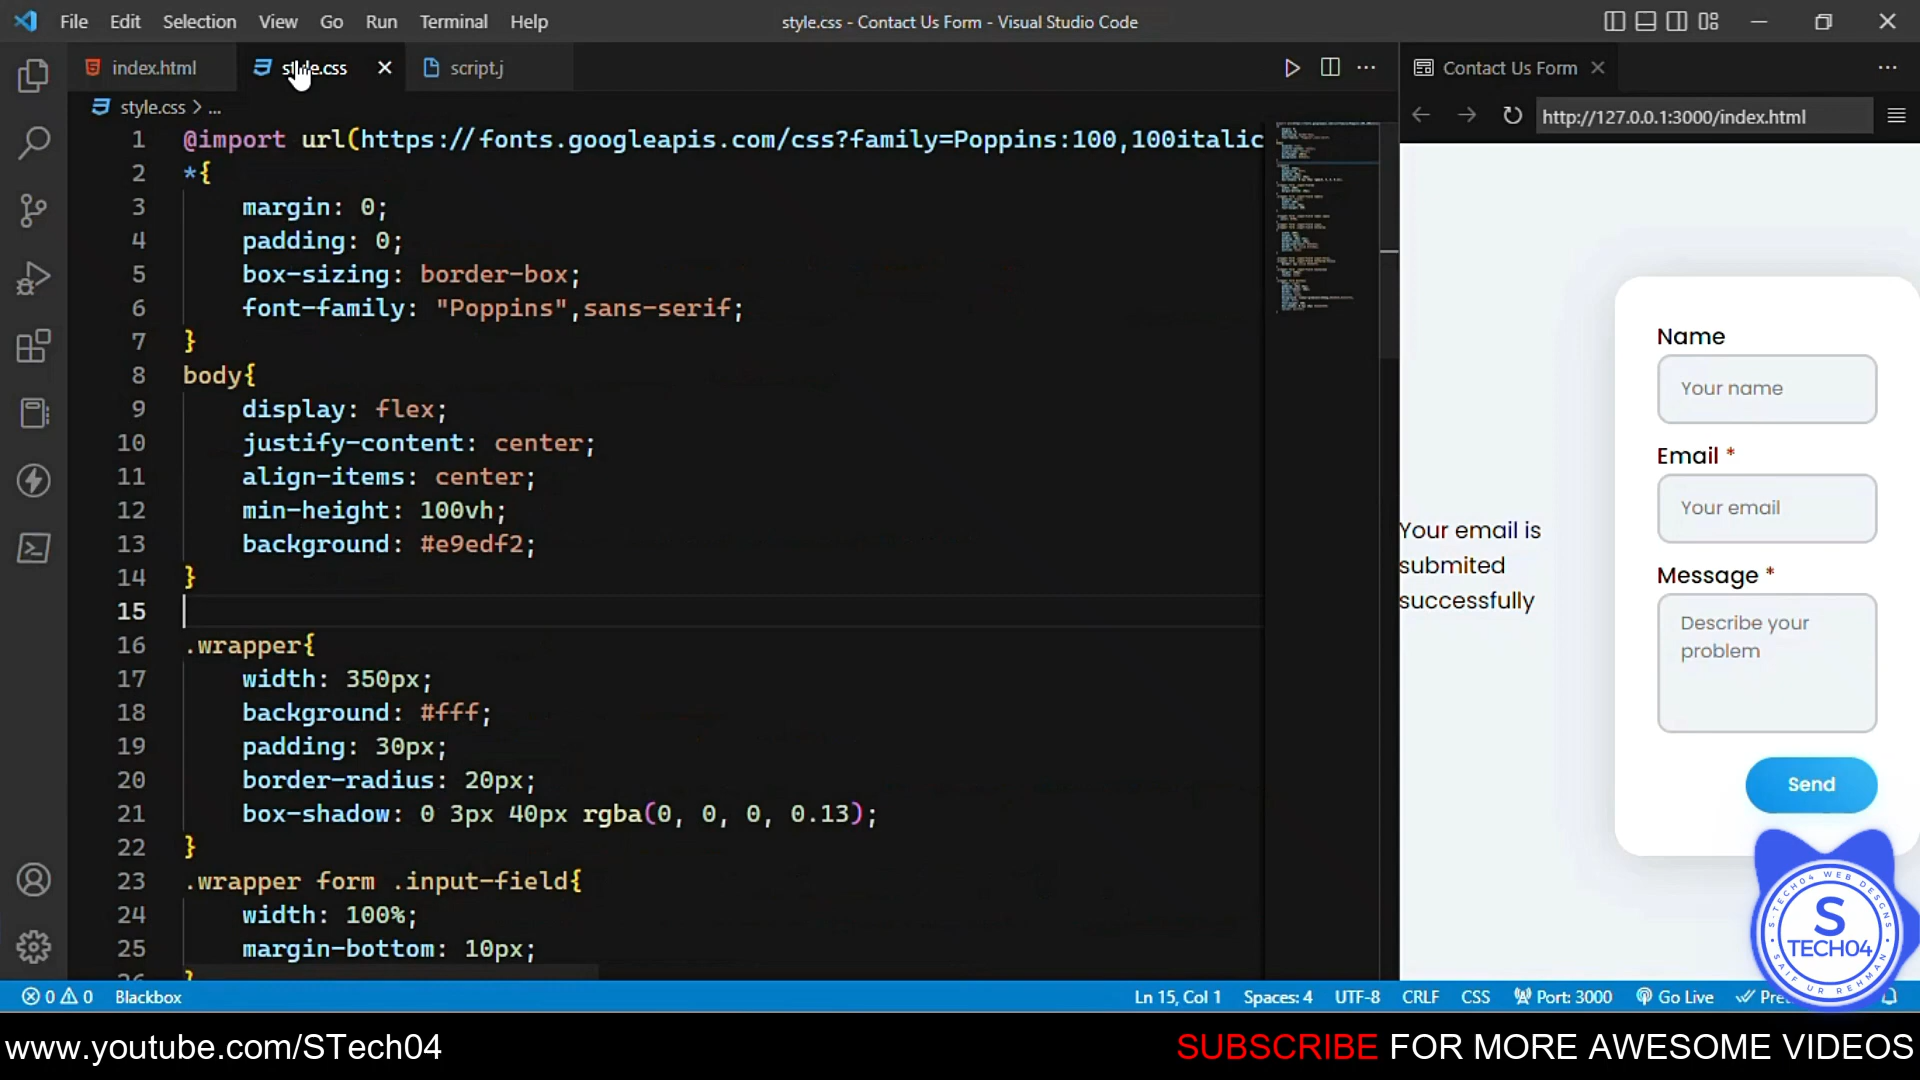 File Edit Selection View Go Run Terminal Help
style.css - Contact Us Form - Visual Studio Code
index.html
style.css
script.j
Contact Us Form
style.css > ...
http://127.0.0.1:3000/index.html
1 @import url(https://fonts.googleapis.com/css?family=Poppins:100,100italic
2 *{
3 margin: 0;
4 padding: 0;
5 box-sizing: border-box;
6 font-family: "Poppins",sans-serif;
7 }
8 body{
9 display: flex;
10 justify-content: center;
11 align-items: center;
12 min-height: 100vh;
13 background: #e9edf2;
14 }
15
16 .wrapper{
17 width: 350px;
18 background: #fff;
19 padding: 30px;
20 border-radius: 20px;
21 box-shadow: 0 3px 40px rgba(0, 0, 0, 0.13);
22 }
23 .wrapper form .input-field{
24 width: 100%;
25 margin-bottom: 10px;
26 }
Your email is
submited
successfully
Name
Your name
Email *
Your email
Message *
Describe your
problem
Send
S-TECH04 WEB DESGNS
S
TECH04
SAIF UR REHMAN
0 0 Blackbox
Ln 15, Col 1 Spaces: 4 UTF-8 CRLF CSS Port: 3000 Go Live
www.youtube.com/STech04
SUBSCRIBE FOR MORE AWESOME VIDEOS